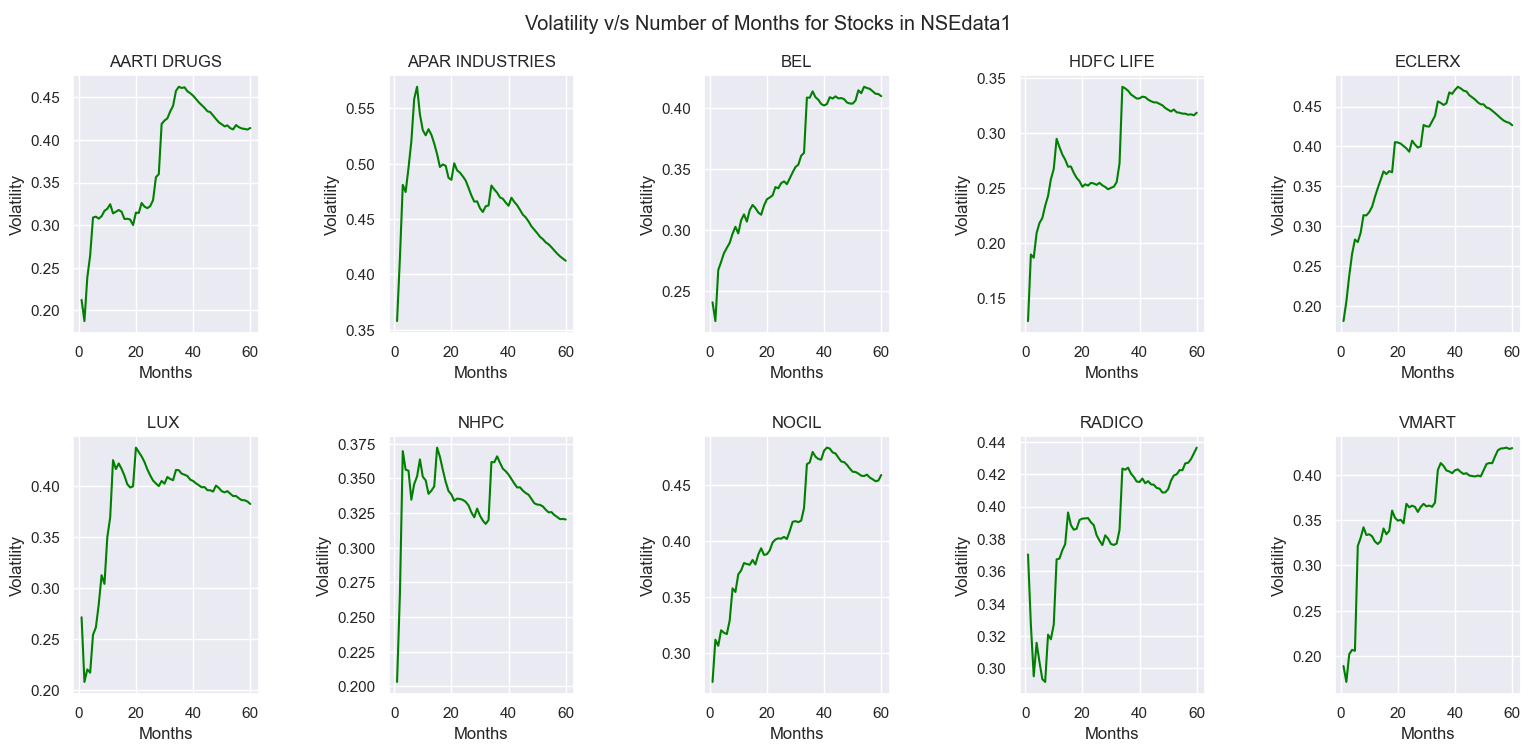 Volatility v/s Number of Months for Stocks in NSEdata1
AARTI DRUGS
0.45
0.40
0.35
0.30
0.25
0.20
Volatility
0 20 40 60
Months
APAR INDUSTRIES
0.55
0.50
0.45
0.40
0.35
Volatility
0 20 40 60
Months
BEL
0.40
0.35
0.30
0.25
Volatility
0 20 40 60
Months
HDFC LIFE
0.35
0.30
0.25
0.20
0.15
Volatility
0 20 40 60
Months
ECLERX
0.45
0.40
0.35
0.30
0.25
0.20
Volatility
0 20 40 60
Months
LUX
0.40
0.35
0.30
0.25
0.20
Volatility
0 20 40 60
Months
NHPC
0.375
0.350
0.325
0.300
0.275
0.250
0.225
0.200
Volatility
0 20 40 60
Months
NOCIL
0.45
0.40
0.35
0.30
Volatility
0 20 40 60
Months
RADICO
0.44
0.42
0.40
0.38
0.36
0.34
0.32
0.30
Volatility
0 20 40 60
Months
VMART
0.40
0.35
0.30
0.25
0.20
Volatility
0 20 40 60
Months